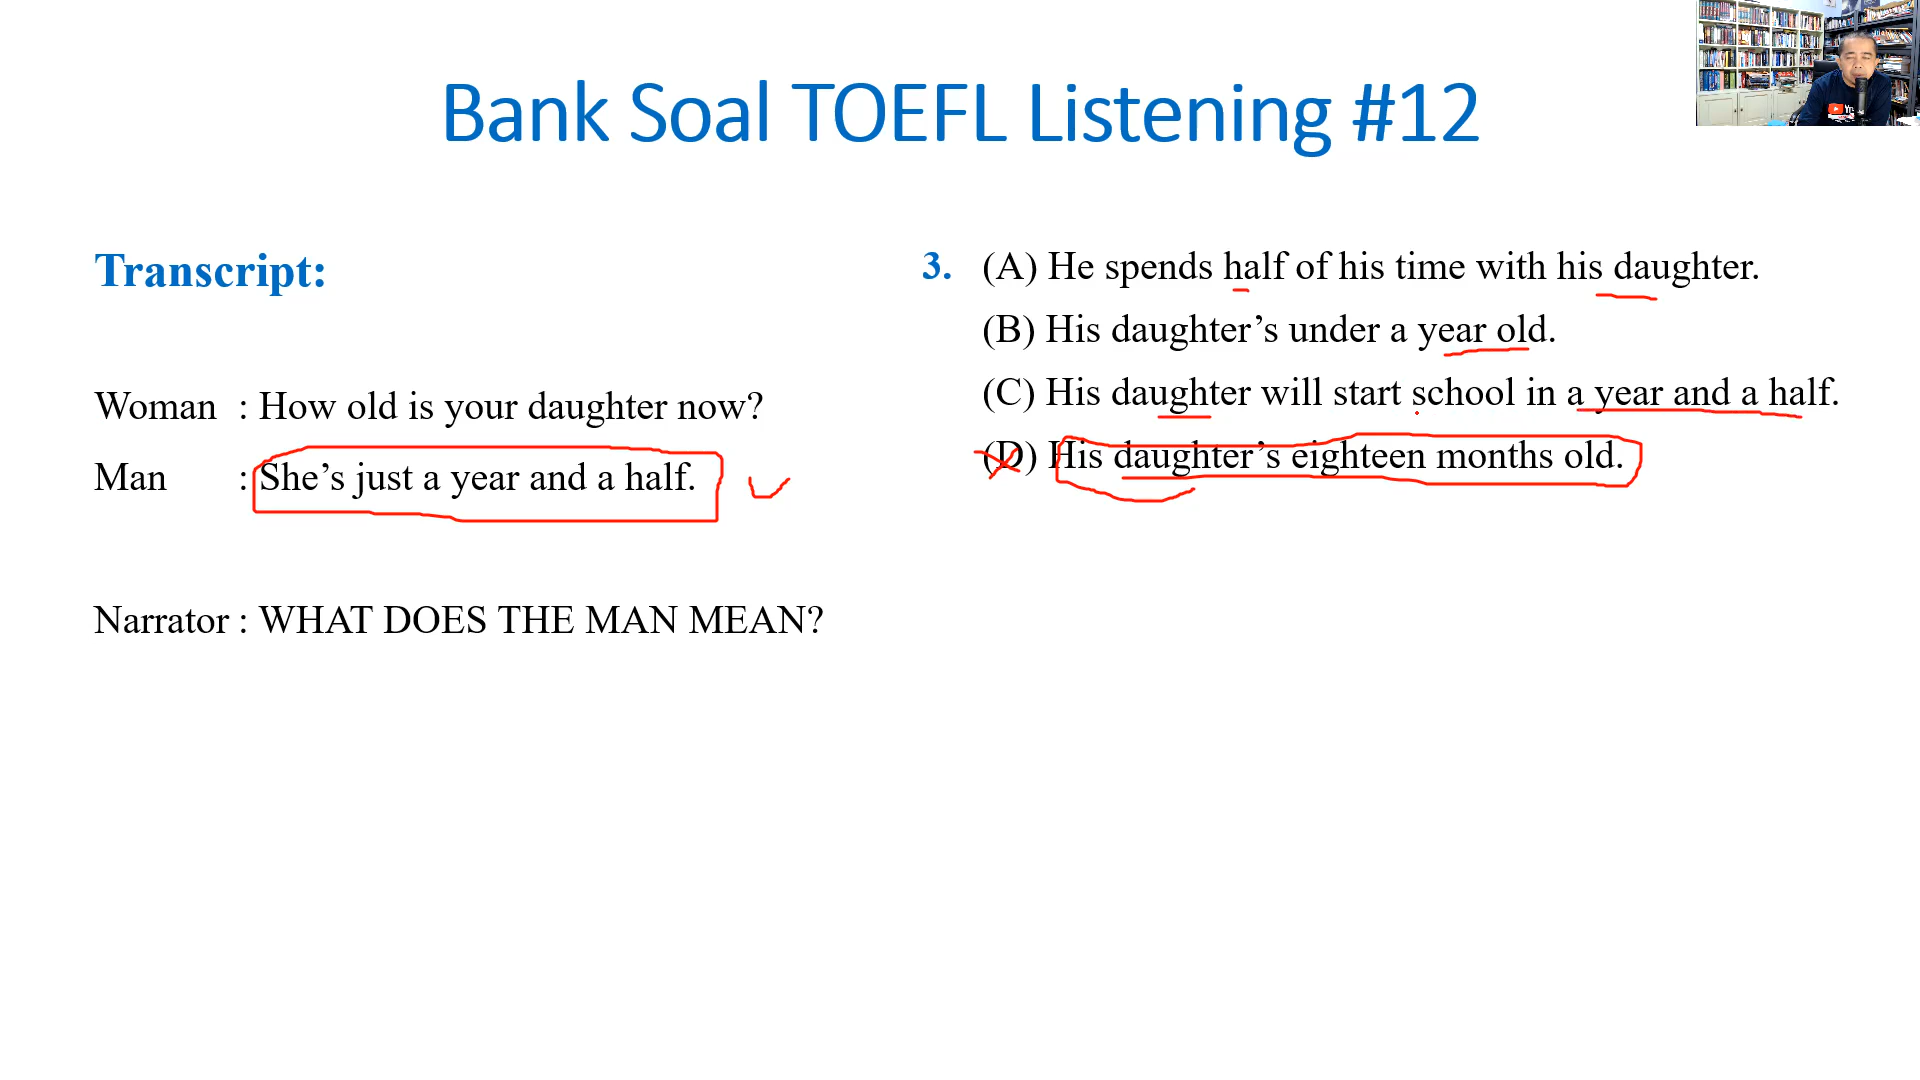 Bank Soal TOEFL Listening #12
Transcript:
Woman : How old is your daughter now?
Man : She’s just a year and a half.
Narrator : WHAT DOES THE MAN MEAN?
3. (A) He spends half of his time with his daughter.
(B) His daughter’s under a year old.
(C) His daughter will start school in a year and a half.
(D) His daughter’s eighteen months old.